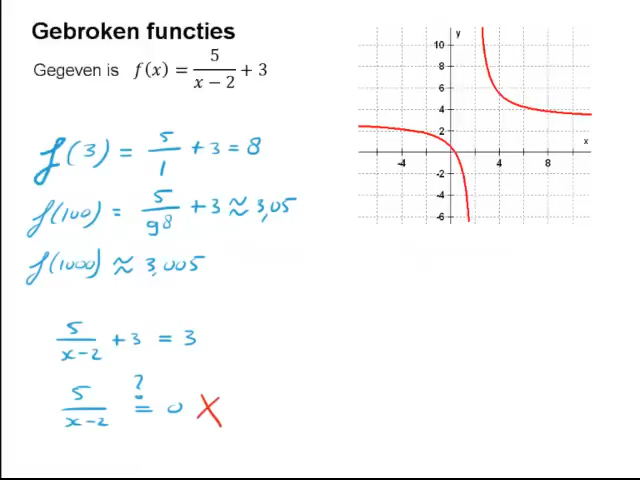 Gebroken functies
Gegeven is f(x) = 5/(x − 2) + 3
f(3) = 5/1 + 3 = 8
f(100) = 5/98 + 3 ≈ 3,05
f(1000) ≈ 3,005
5/(x−2) + 3 = 3
5/(x−2) ?= 0 X
y
10
8
6
4
2
-2
-4
-6
-4
4
8
x